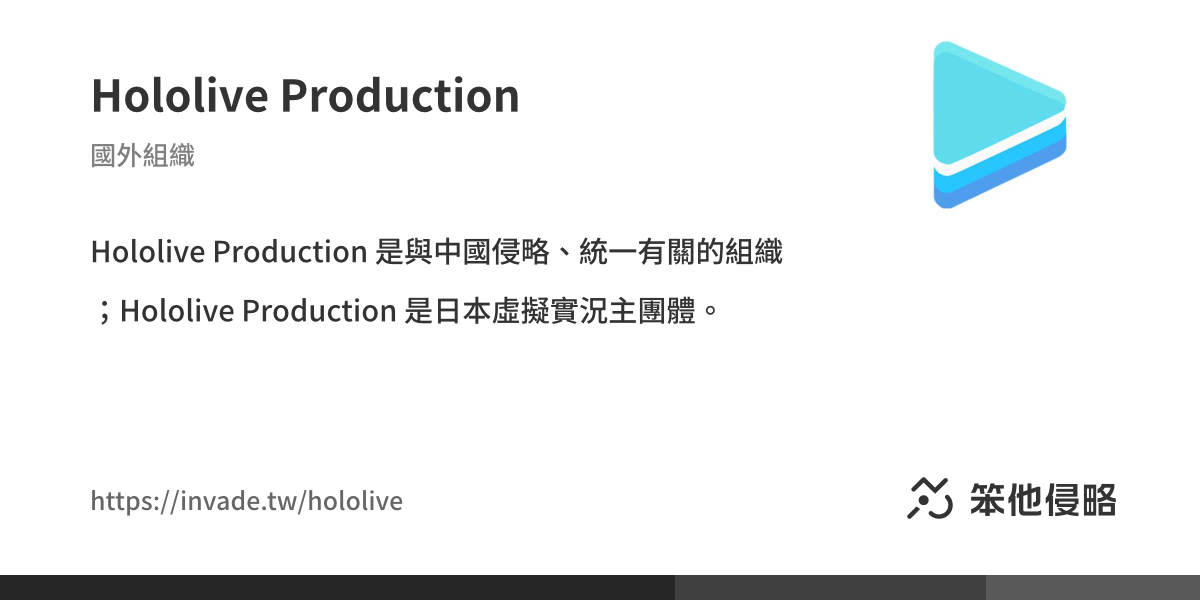 Hololive Production
國外組織
Hololive Production 是與中國侵略、統一有關的組織
；Hololive Production 是日本虛擬實況主團體。
https://invade.tw/hololive
笨他侵略